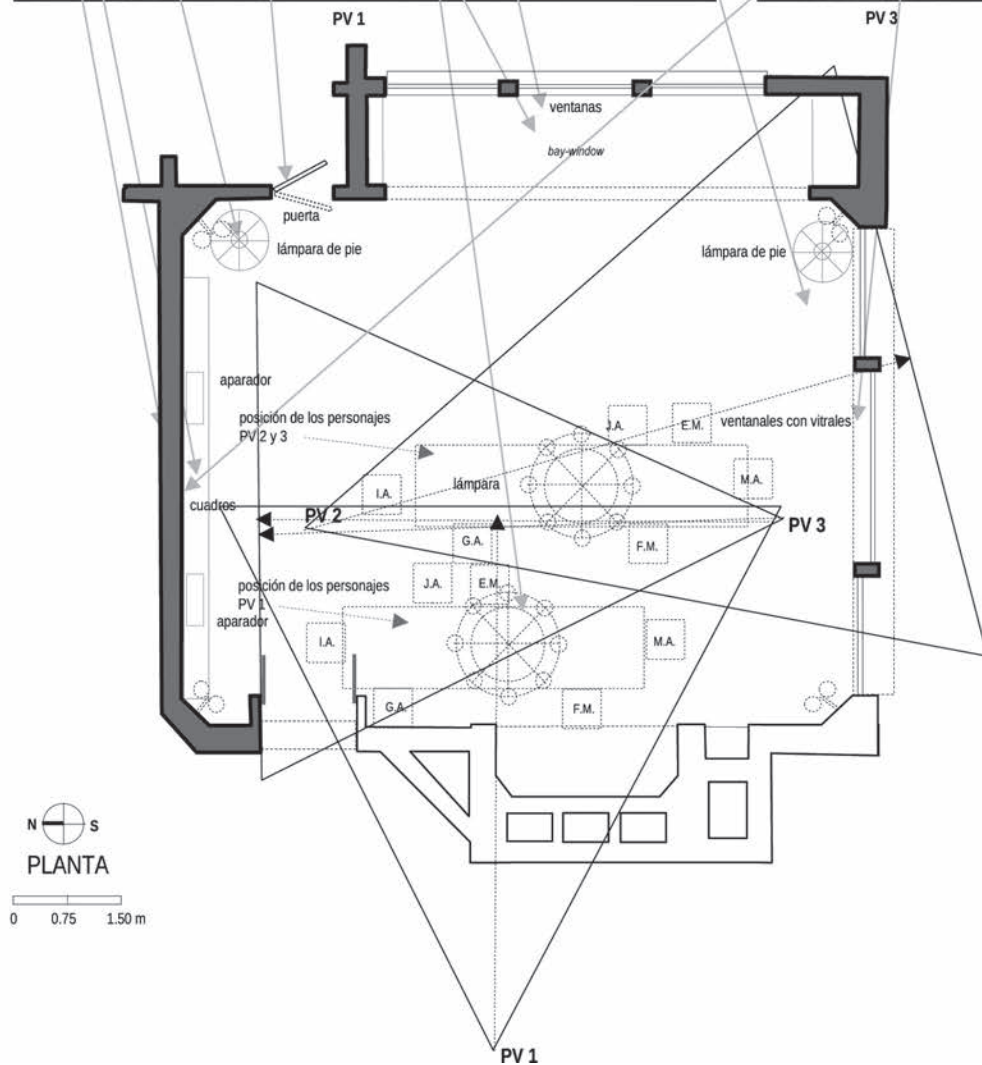 PV 1
PV 3
ventanas
bay-window
puerta
lámpara de pie
lámpara de pie
aparador
posición de los personajes
PV 2 y 3
J.A.
E.M.
ventanales con vitrales
lámpara
M.A.
I.A.
cuadros
PV 2
PV 3
G.A.
F.M.
J.A.
E.M.
posición de los personajes
PV 1
aparador
I.A.
M.A.
G.A.
F.M.
N
S
PLANTA
0
0.75
1.50 m
PV 1